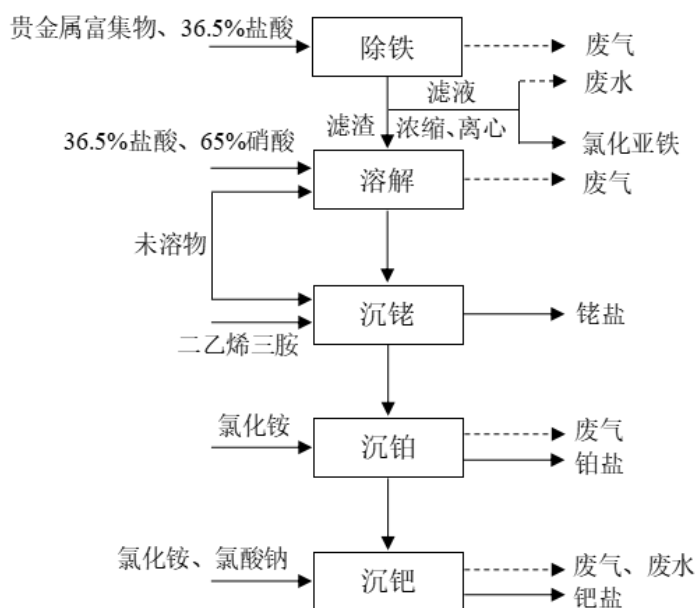 贵金属富集物、36.5%盐酸
除铁
废气
滤液
废水
滤渣
浓缩、离心
氯化亚铁
36.5%盐酸、65%硝酸
溶解
废气
未溶物
沉铑
铑盐
二乙烯三胺
氯化铵
沉铂
废气
铂盐
氯化铵、氯酸钠
沉钯
废气、废水
钯盐